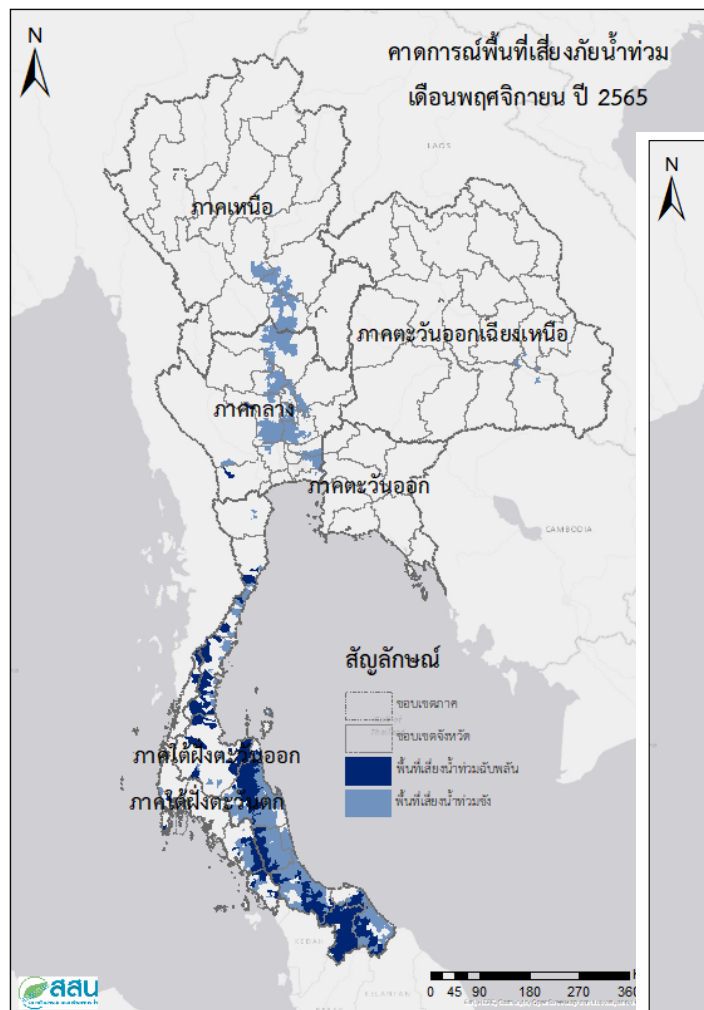 N
คาดการณ์พื้นที่เสี่ยงภัยน้ำท่วม
เดือนพฤศจิกายน ปี 2565
LAOS
N
ภาคเหนือ
ภาคตะวันออกเฉียงเหนือ
ภาคกลาง
ภาคตะวันออก
CAMBODIA
สัญลักษณ์
ขอบเขตภาค
ขอบเขตจังหวัด
พื้นที่เสี่ยงน้ำท่วมฉับพลัน
พื้นที่เสี่ยงน้ำท่วมขัง
ภาคใต้ฝั่งตะวันออก
ภาคใต้ฝั่งตะวันตก
KEDAH
KELANTAN
สสน
0 45 90 180 270 360